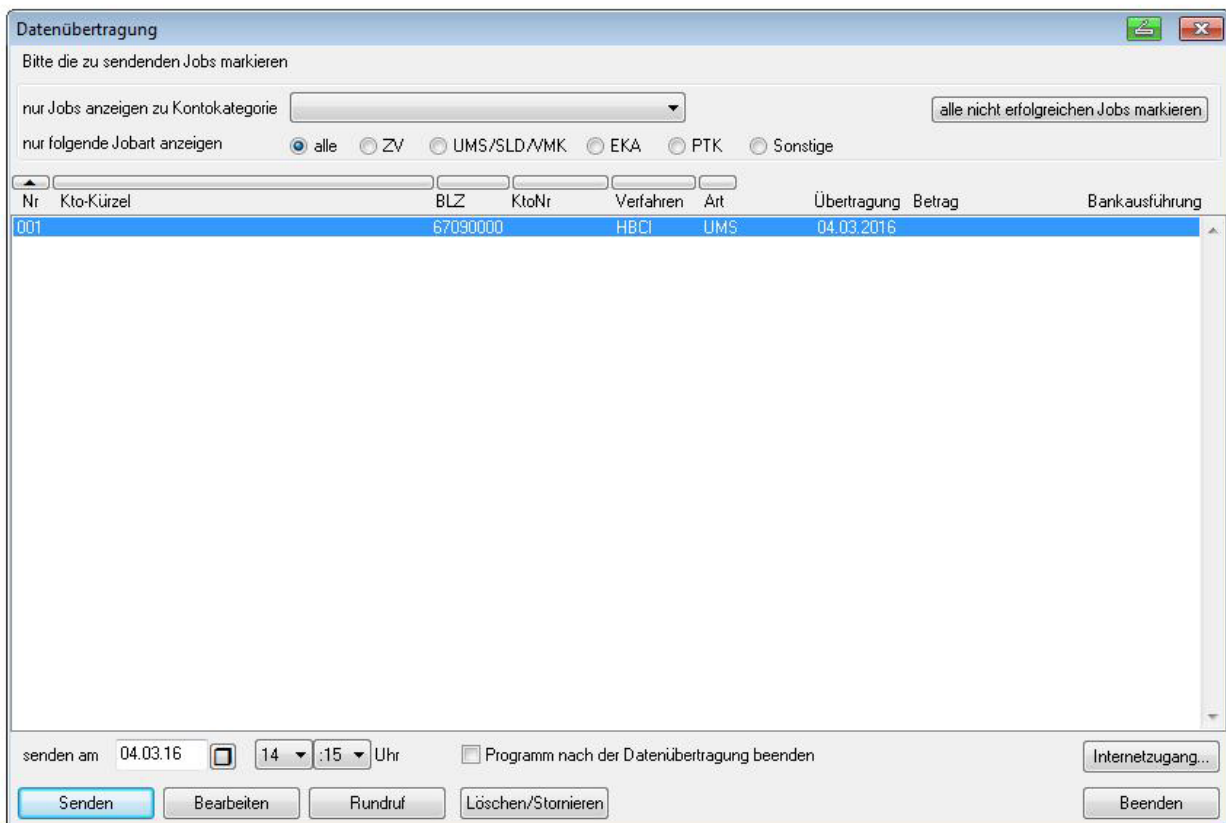 Datenübertragung
Bitte die zu sendenden Jobs markieren
nur Jobs anzeigen zu Kontokategorie alle nicht erfolgreichen Jobs markieren
nur folgende Jobart anzeigen alle ZV UMS/SLD/VMK EKA PTK Sonstige
Nr Kto-Kürzel BLZ KtoNr Verfahren Art Übertragung Betrag Bankausführung
001 67090000 HBCI UMS 04.03.2016
senden am 04.03.16 14 :15 Uhr Programm nach der Datenübertragung beenden Internetzugang...
Senden Bearbeiten Rundruf Löschen/Stornieren Beenden